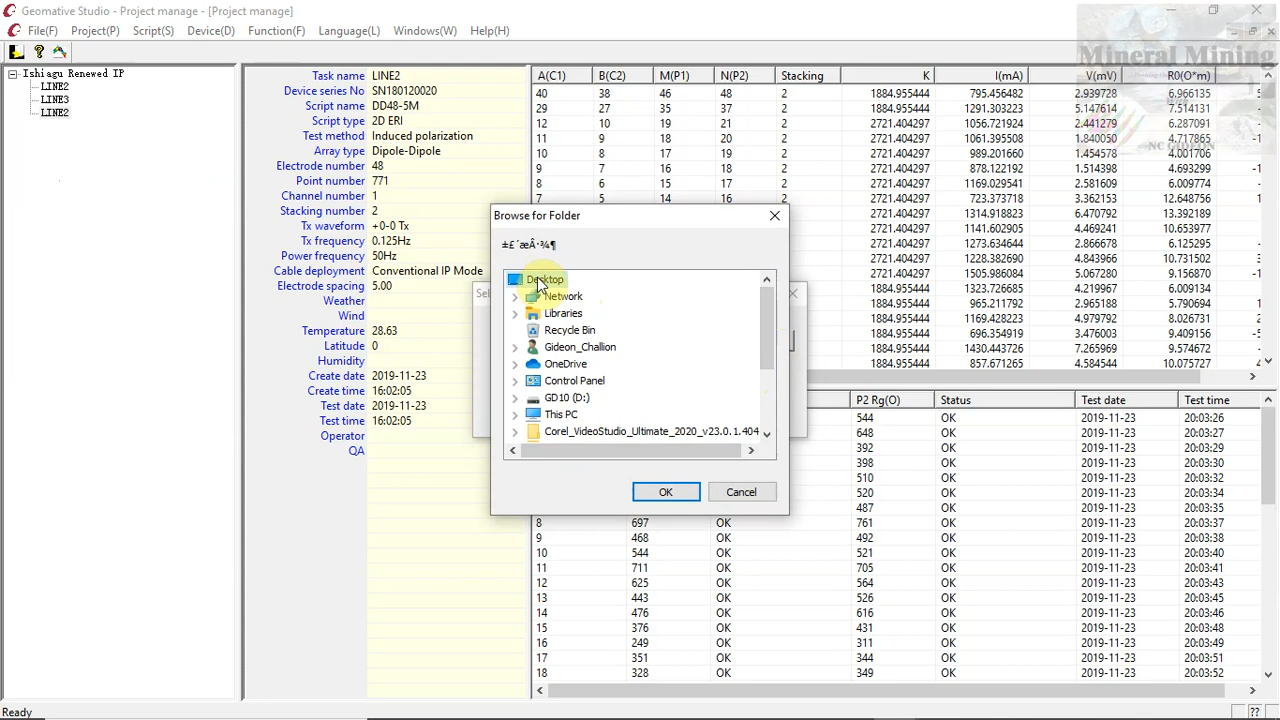 Geomative Studio - Project manage - [Project manage]
File(F) Project(P) Script(S) Device(D) Function(F) Language(L) Windows(W) Help(H)
Mineral Mining
NC GIDEON
Ishiagu Renewed IP
LINE2
LINE3
LINE2
Task name LINE2
Device series No SN180120020
Script name DD48-5M
Script type 2D ERI
Test method Induced polarization
Array type Dipole-Dipole
Electrode number 48
Point number 771
Channel number 1
Stacking number 2
Tx waveform +0-0 Tx
Tx frequency 0.125Hz
Power frequency 50Hz
Cable deployment Conventional IP Mode
Electrode spacing 5.00
Weather
Wind
Temperature 28.63
Latitude 0
Humidity
Create date 2019-11-23
Create time 16:02:05
Test date 2019-11-23
Test time 16:02:05
Operator
QA
A(C1) B(C2) M(P1) N(P2) Stacking K I(mA) V(mV) R0(O*m)
40 38 46 48 2 1884.955444 795.456482 2.939728 6.966135
29 27 35 37 2 1884.955444 1291.303223 5.147614 7.514131
12 10 19 21 2 2721.404297 1056.721924 2.441279 6.287091
11 9 18 20 2 2721.404297 1061.395508 1.840050 4.717865
10 8 17 19 2 2721.404297 989.201660 1.454578 4.001706
9 7 16 18 2 2721.404297 878.122192 1.514398 4.693299
8 6 15 17 2 2721.404297 1169.029541 2.581609 6.009774
7 5 14 16 2 2721.404297 723.373718 3.362153 12.648756
2721.404297 1314.918823 6.470792 13.392189
2721.404297 1141.602905 4.469241 10.653977
2721.404297 1273.634644 2.866678 6.125295
2721.404297 1228.462524 4.843966 10.731502
2721.404297 1505.986084 5.067280 9.156870
2721.404297 1323.735596 4.219967
1884.955444 965.211792 2.965188 5.790694
1884.955444 1169.428223 4.979792 8.026731
1884.955444 696.354919 3.476003 9.409156
1884.955444 1430.443726 7.265969 9.574672
1884.955444 857.671265 4.584544 10.075727
Browse for Folder
±£´æÂ·¾¶
Desktop
Network
Libraries
Recycle Bin
Gideon_Challion
OneDrive
Control Panel
GD10 (D:)
This PC
Corel_VideoStudio_Ultimate_2020_v23.0.1.404
OK Cancel
Sel
P2 Rg(O) Status Test date Test time
544 OK 2019-11-23 20:03:26
648 OK 2019-11-23 20:03:27
392 OK 2019-11-23 20:03:29
398 OK 2019-11-23 20:03:30
510 OK 2019-11-23 20:03:32
520 OK 2019-11-23 20:03:34
487 OK 2019-11-23 20:03:35
8 697 OK 761 OK 2019-11-23 20:03:37
9 468 OK 492 OK 2019-11-23 20:03:38
10 544 OK 521 OK 2019-11-23 20:03:40
11 711 OK 705 OK 2019-11-23 20:03:41
12 625 OK 564 OK 2019-11-23 20:03:43
13 443 OK 526 OK 2019-11-23 20:03:45
14 476 OK 616 OK 2019-11-23 20:03:46
15 376 OK 431 OK 2019-11-23 20:03:48
16 249 OK 311 OK 2019-11-23 20:03:49
17 351 OK 344 OK 2019-11-23 20:03:51
18 328 OK 349 OK 2019-11-23 20:03:52
Ready
??